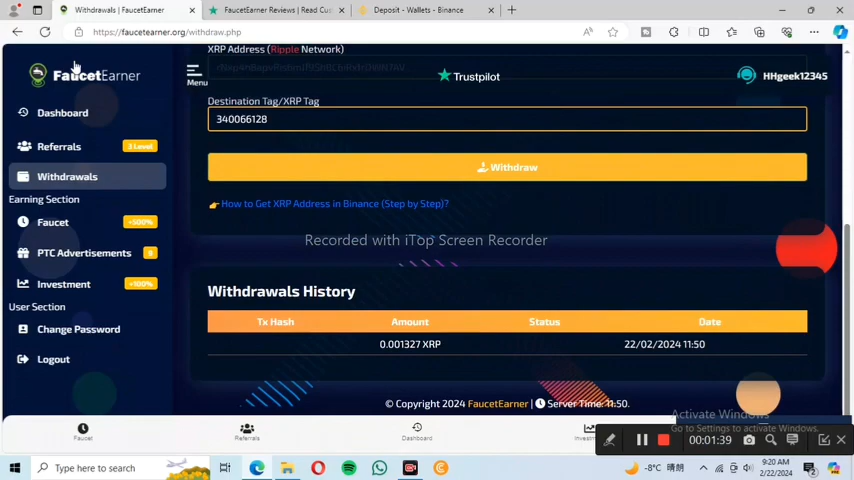 Withdrawals | FaucetEarner
FaucetEarner Reviews | Read Cus
Deposit - Wallets - Binance
https://faucetearner.org/withdraw.php
FaucetEarner
Menu
Trustpilot
HHgeek12345
Dashboard
Referrals
3 Level
Withdrawals
Earning Section
Faucet
+500%
PTC Advertisements
Investment
+100%
User Section
Change Password
Logout
XRP Address (Ripple Network)
Destination Tag/XRP Tag
340066128
Withdraw
How to Get XRP Address in Binance (Step by Step)?
Recorded with iTop Screen Recorder
Withdrawals History
Tx Hash Amount Status Date
0.001327 XRP 22/02/2024 11:50
© Copyright 2024 FaucetEarner | Server Time: 11:50.
Activate Windows
Go to Settings to activate Windows.
Faucet
Referrals
Dashboard
00:01:39
Type here to search
-8°C 晴朗
9:20 AM
2/22/2024
2